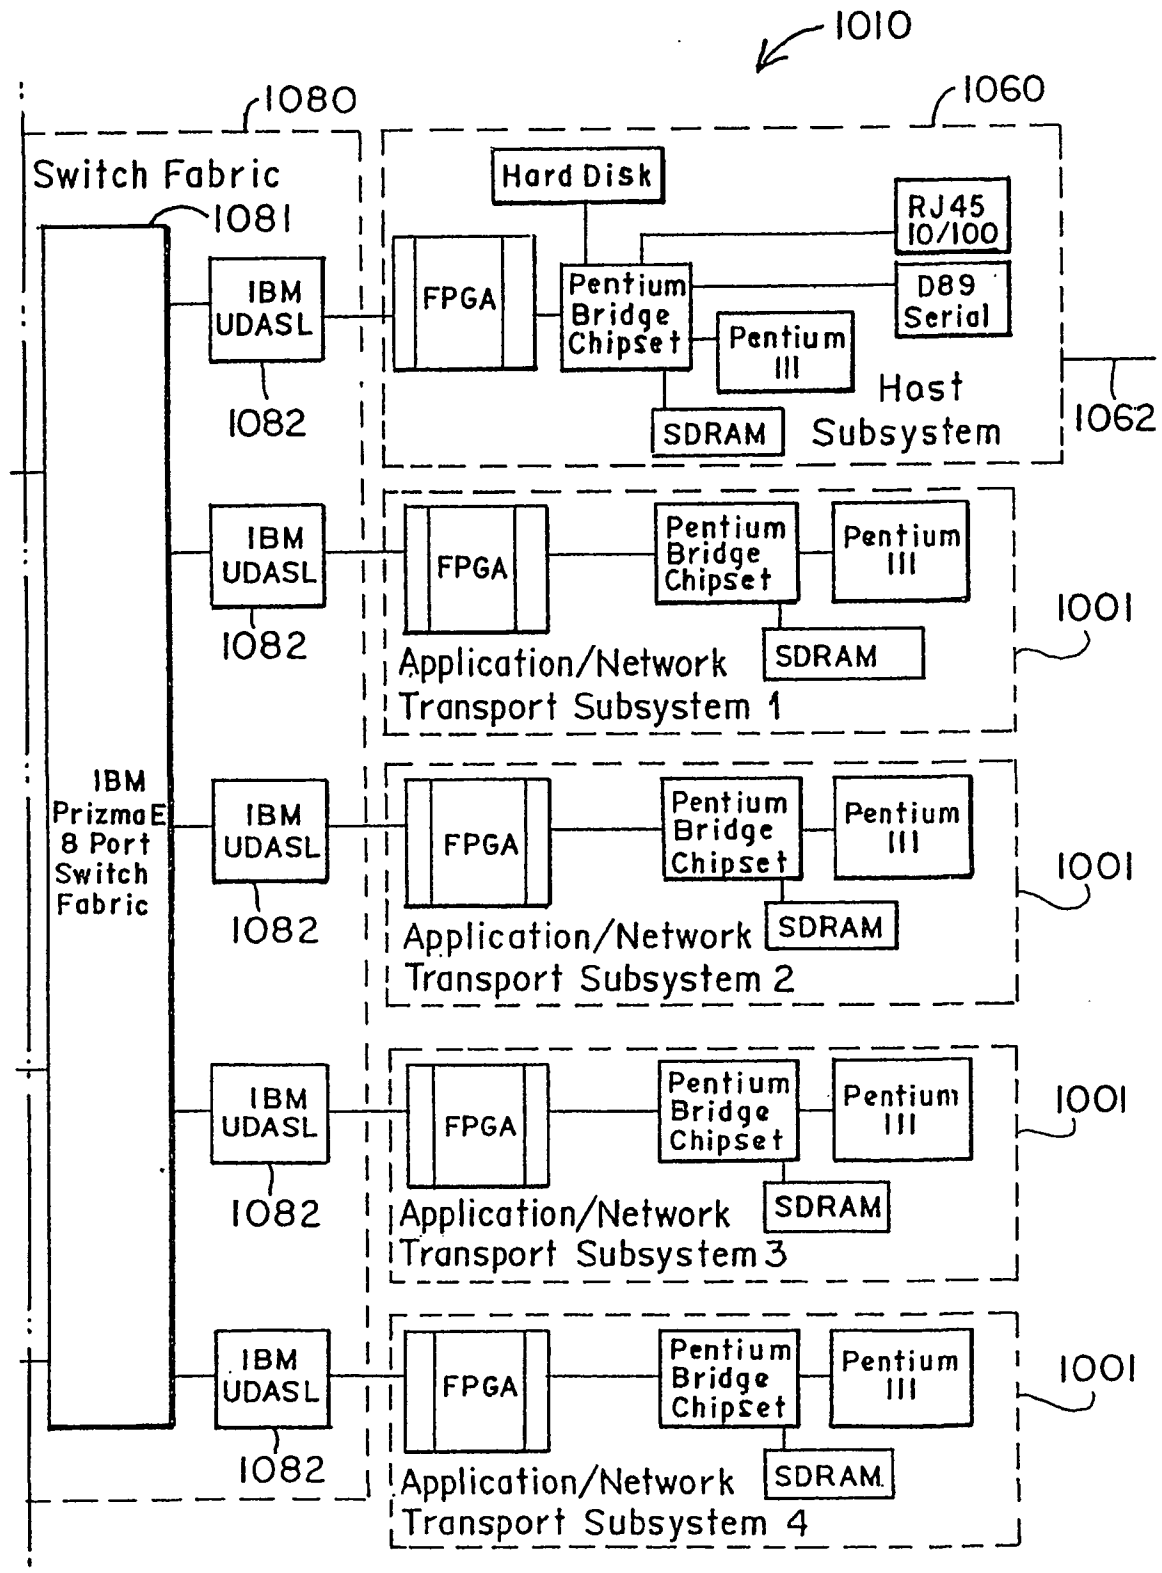 1010
1080
1060
Switch Fabric
1081
Hard Disk
RJ45
10/100
IBM
UDASL
FPGA
Pentium
Bridge
Chipset
D89
Serial
Pentium
III
1082
SDRAM
Host
Subsystem
1062
IBM
UDASL
FPGA
Pentium
Bridge
Chipset
Pentium
III
1082
SDRAM
1001
Application/Network
Transport Subsystem 1
IBM
PrizmaE
8 Port
Switch
Fabric
IBM
UDASL
FPGA
Pentium
Bridge
Chipset
Pentium
III
1082
SDRAM
1001
Application/Network
Transport Subsystem 2
IBM
UDASL
FPGA
Pentium
Bridge
Chipset
Pentium
III
1082
SDRAM
1001
Application/Network
Transport Subsystem 3
IBM
UDASL
FPGA
Pentium
Bridge
Chipset
Pentium
III
1082
SDRAM
1001
Application/Network
Transport Subsystem 4